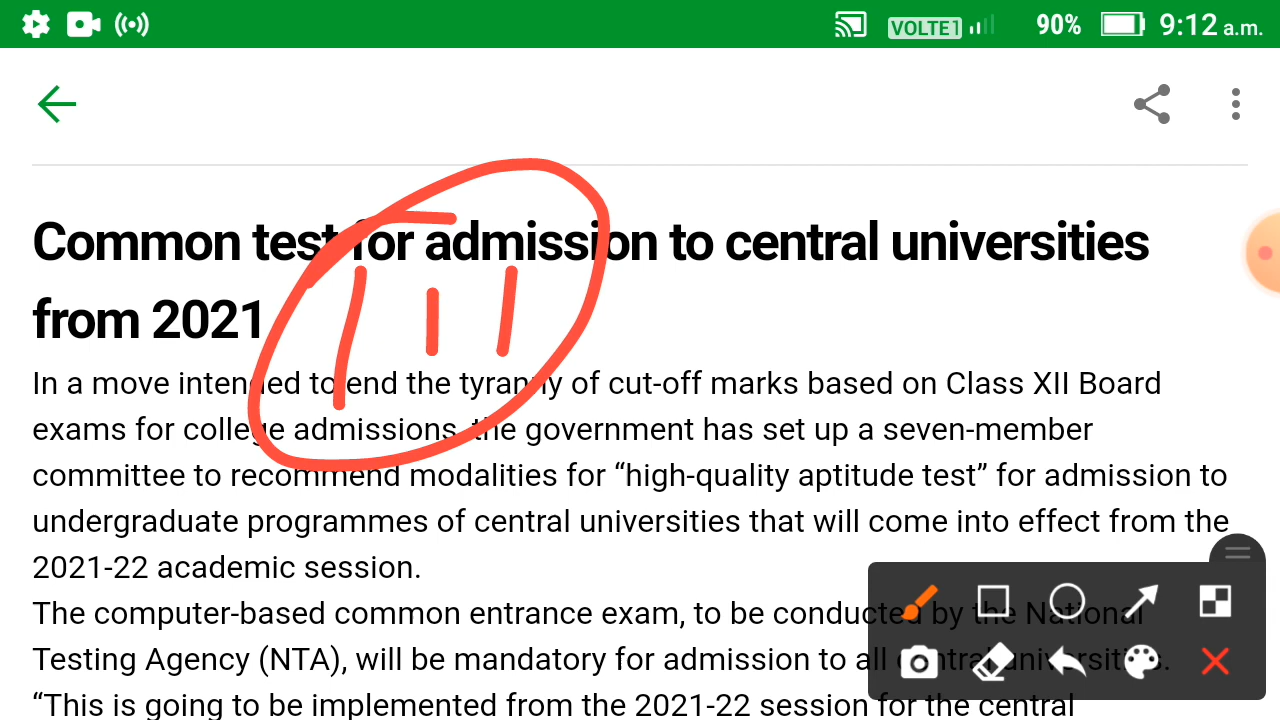 VOLTE1 90% 9:12 a.m.
Common test for admission to central universities
from 2021
In a move intended to end the tyranny of cut-off marks based on Class XII Board
exams for college admissions, the government has set up a seven-member
committee to recommend modalities for “high-quality aptitude test” for admission to
undergraduate programmes of central universities that will come into effect from the
2021-22 academic session.
The computer-based common entrance exam, to be conducted by the National
Testing Agency (NTA), will be mandatory for admission to all central universities.
“This is going to be implemented from the 2021-22 session for the central